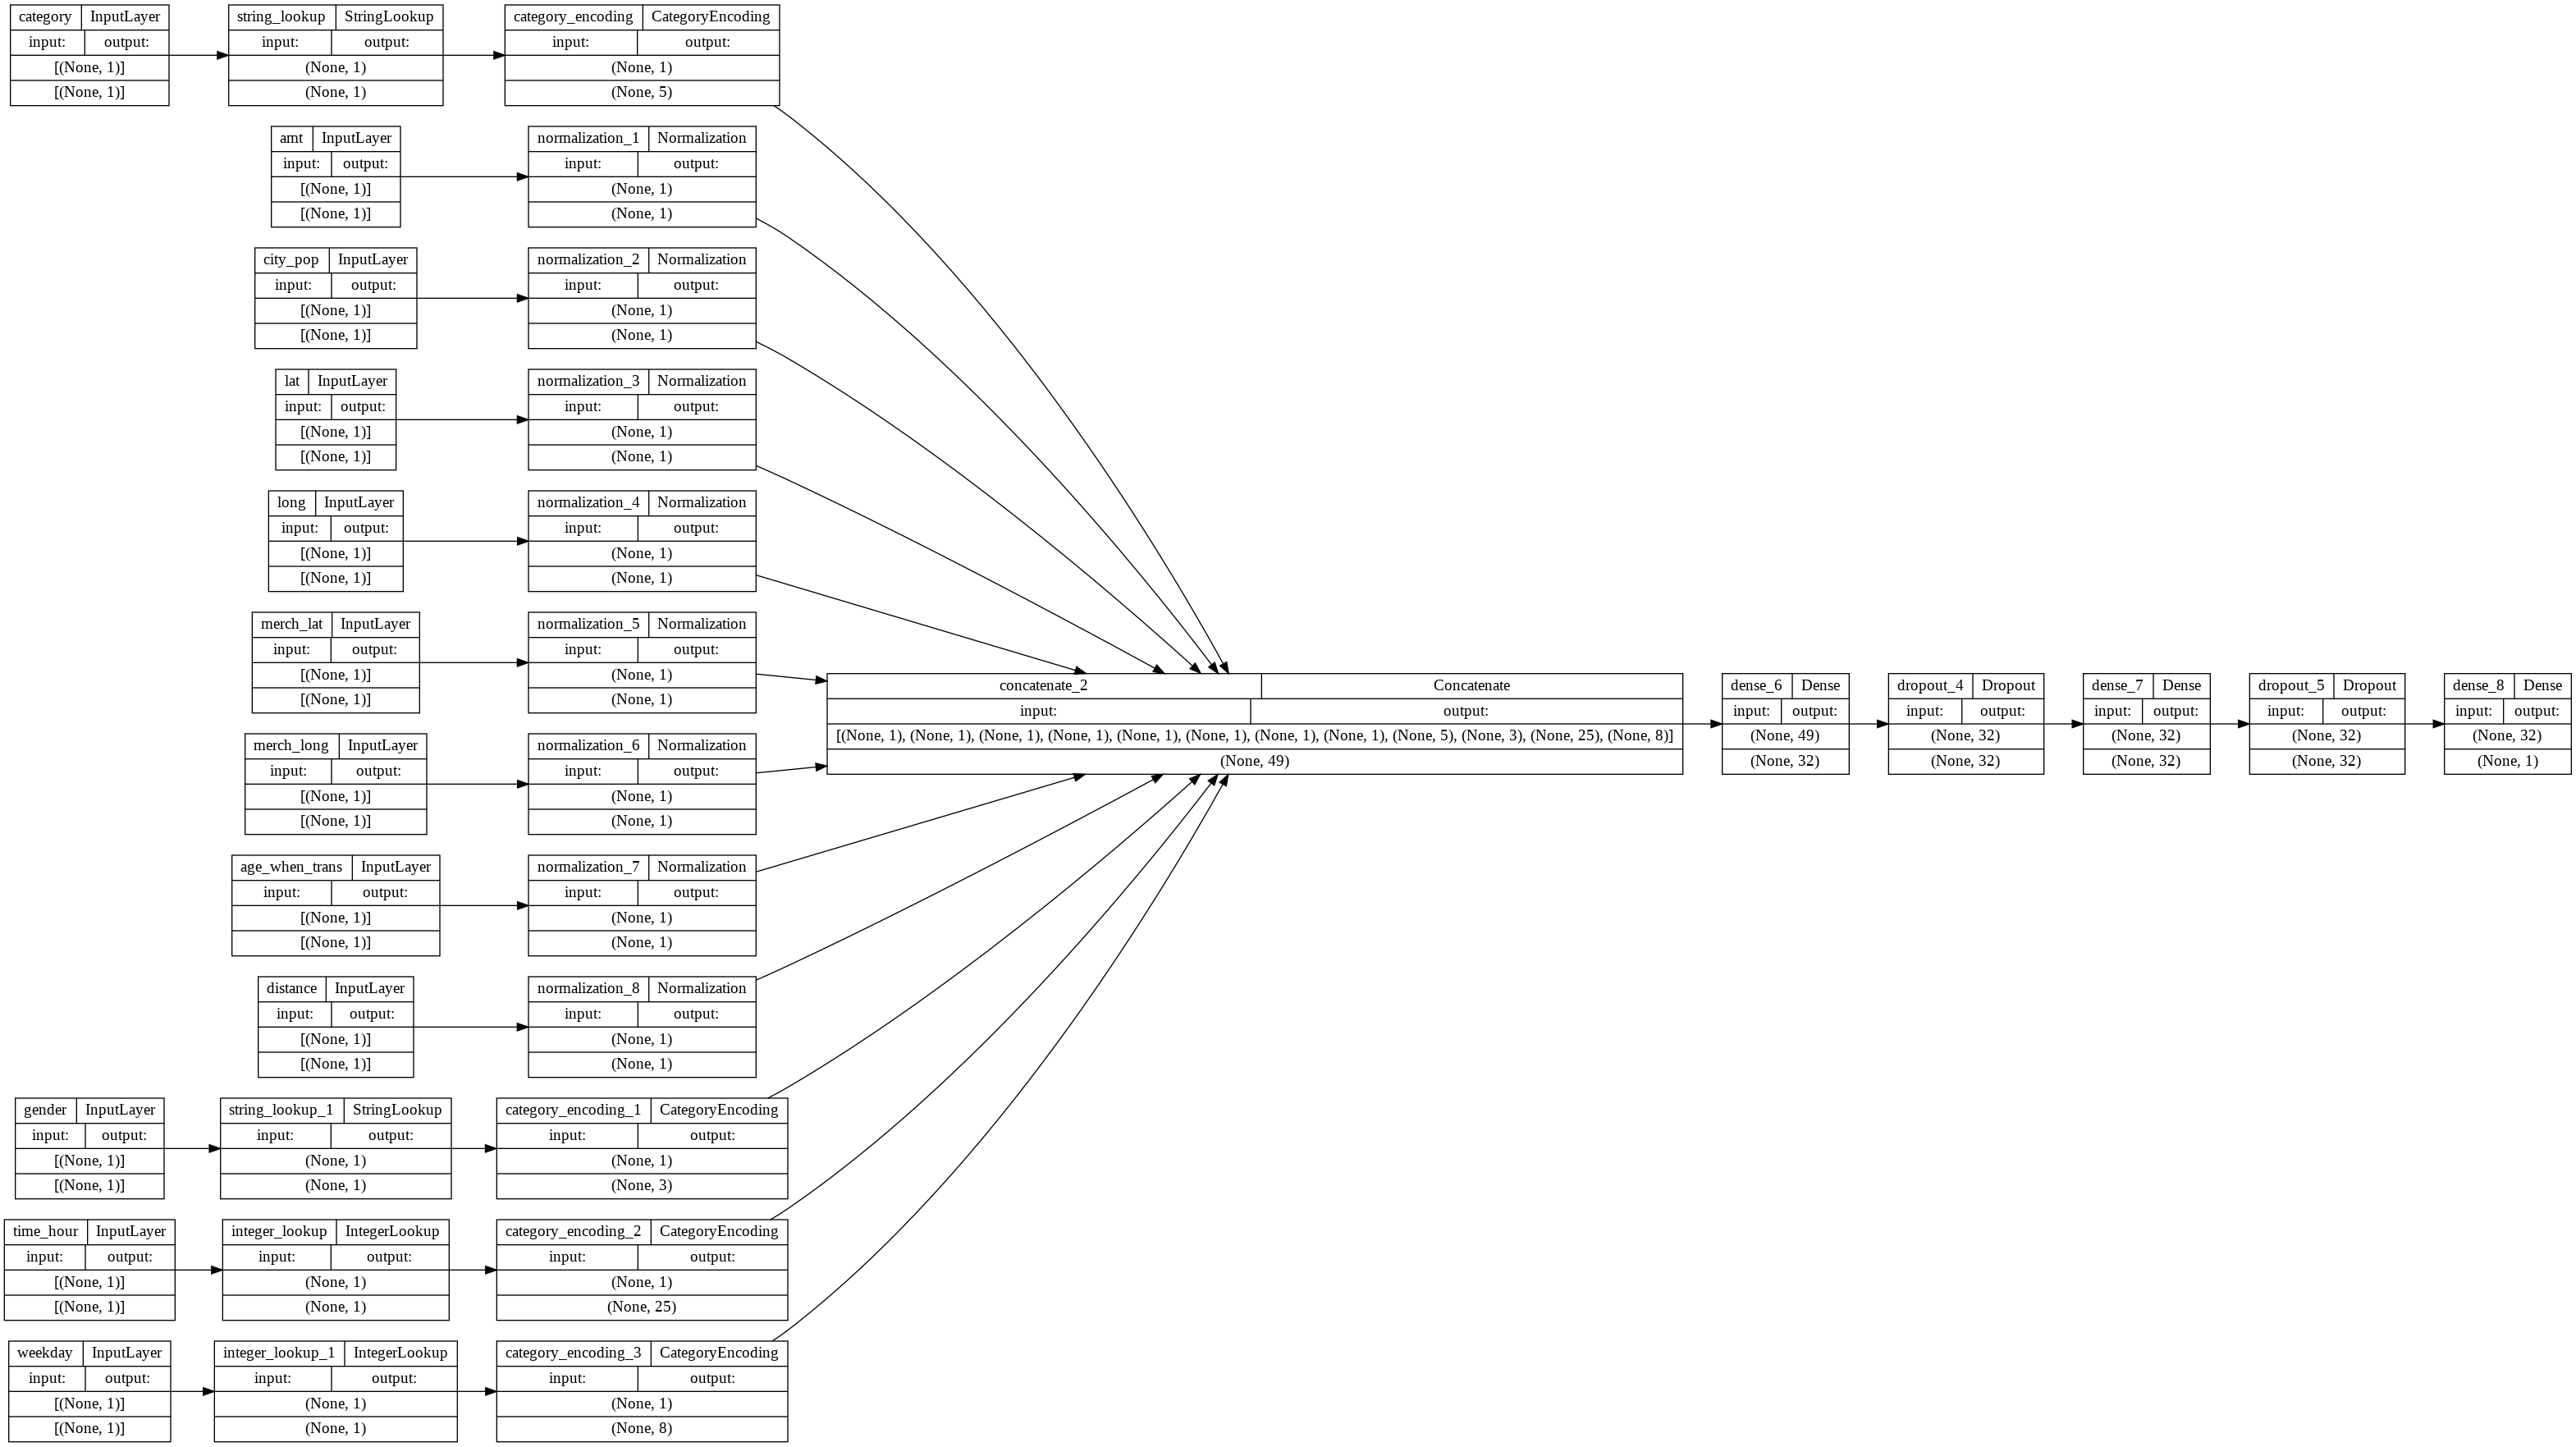 category InputLayer
input: output:
[(None, 1)]
[(None, 1)]
string_lookup StringLookup
input: output:
(None, 1)
(None, 1)
category_encoding CategoryEncoding
input: output:
(None, 1)
(None, 5)
amt InputLayer
input: output:
[(None, 1)]
[(None, 1)]
normalization_1 Normalization
input: output:
(None, 1)
(None, 1)
city_pop InputLayer
input: output:
[(None, 1)]
[(None, 1)]
normalization_2 Normalization
input: output:
(None, 1)
(None, 1)
lat InputLayer
input: output:
[(None, 1)]
[(None, 1)]
normalization_3 Normalization
input: output:
(None, 1)
(None, 1)
long InputLayer
input: output:
[(None, 1)]
[(None, 1)]
normalization_4 Normalization
input: output:
(None, 1)
(None, 1)
merch_lat InputLayer
input: output:
[(None, 1)]
[(None, 1)]
normalization_5 Normalization
input: output:
(None, 1)
(None, 1)
merch_long InputLayer
input: output:
[(None, 1)]
[(None, 1)]
normalization_6 Normalization
input: output:
(None, 1)
(None, 1)
age_when_trans InputLayer
input: output:
[(None, 1)]
[(None, 1)]
normalization_7 Normalization
input: output:
(None, 1)
(None, 1)
distance InputLayer
input: output:
[(None, 1)]
[(None, 1)]
normalization_8 Normalization
input: output:
(None, 1)
(None, 1)
gender InputLayer
input: output:
[(None, 1)]
[(None, 1)]
string_lookup_1 StringLookup
input: output:
(None, 1)
(None, 1)
category_encoding_1 CategoryEncoding
input: output:
(None, 1)
(None, 3)
time_hour InputLayer
input: output:
[(None, 1)]
[(None, 1)]
integer_lookup IntegerLookup
input: output:
(None, 1)
(None, 1)
category_encoding_2 CategoryEncoding
input: output:
(None, 1)
(None, 25)
weekday InputLayer
input: output:
[(None, 1)]
[(None, 1)]
integer_lookup_1 IntegerLookup
input: output:
(None, 1)
(None, 1)
category_encoding_3 CategoryEncoding
input: output:
(None, 1)
(None, 8)
concatenate_2 Concatenate
input: output:
[(None, 1), (None, 1), (None, 1), (None, 1), (None, 1), (None, 1), (None, 1), (None, 1), (None, 5), (None, 3), (None, 25), (None, 8)]
(None, 49)
dense_6 Dense
input: output:
(None, 49)
(None, 32)
dropout_4 Dropout
input: output:
(None, 32)
(None, 32)
dense_7 Dense
input: output:
(None, 32)
(None, 32)
dropout_5 Dropout
input: output:
(None, 32)
(None, 32)
dense_8 Dense
input: output:
(None, 32)
(None, 1)